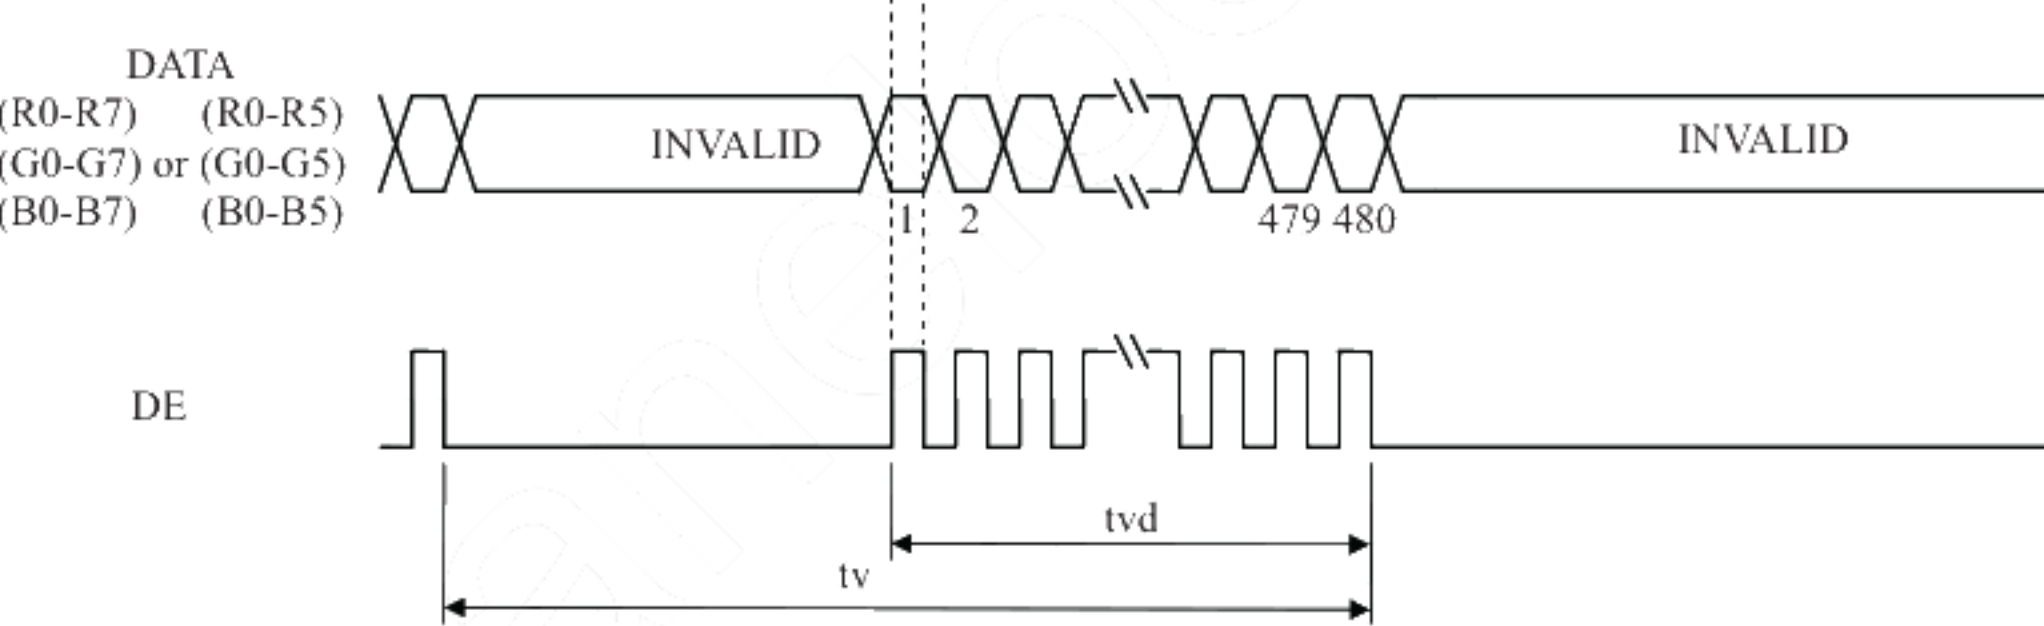 DATA
(R0-R7) (R0-R5)
(G0-G7) or (G0-G5)
(B0-B7) (B0-B5)
INVALID
INVALID
1 2 479 480
DE
tvd
tv